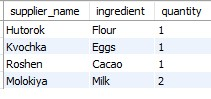 supplier_name ingredient quantity
Hutorok Flour 1
Kvochka Eggs 1
Roshen Cacao 1
Molokiya Milk 2